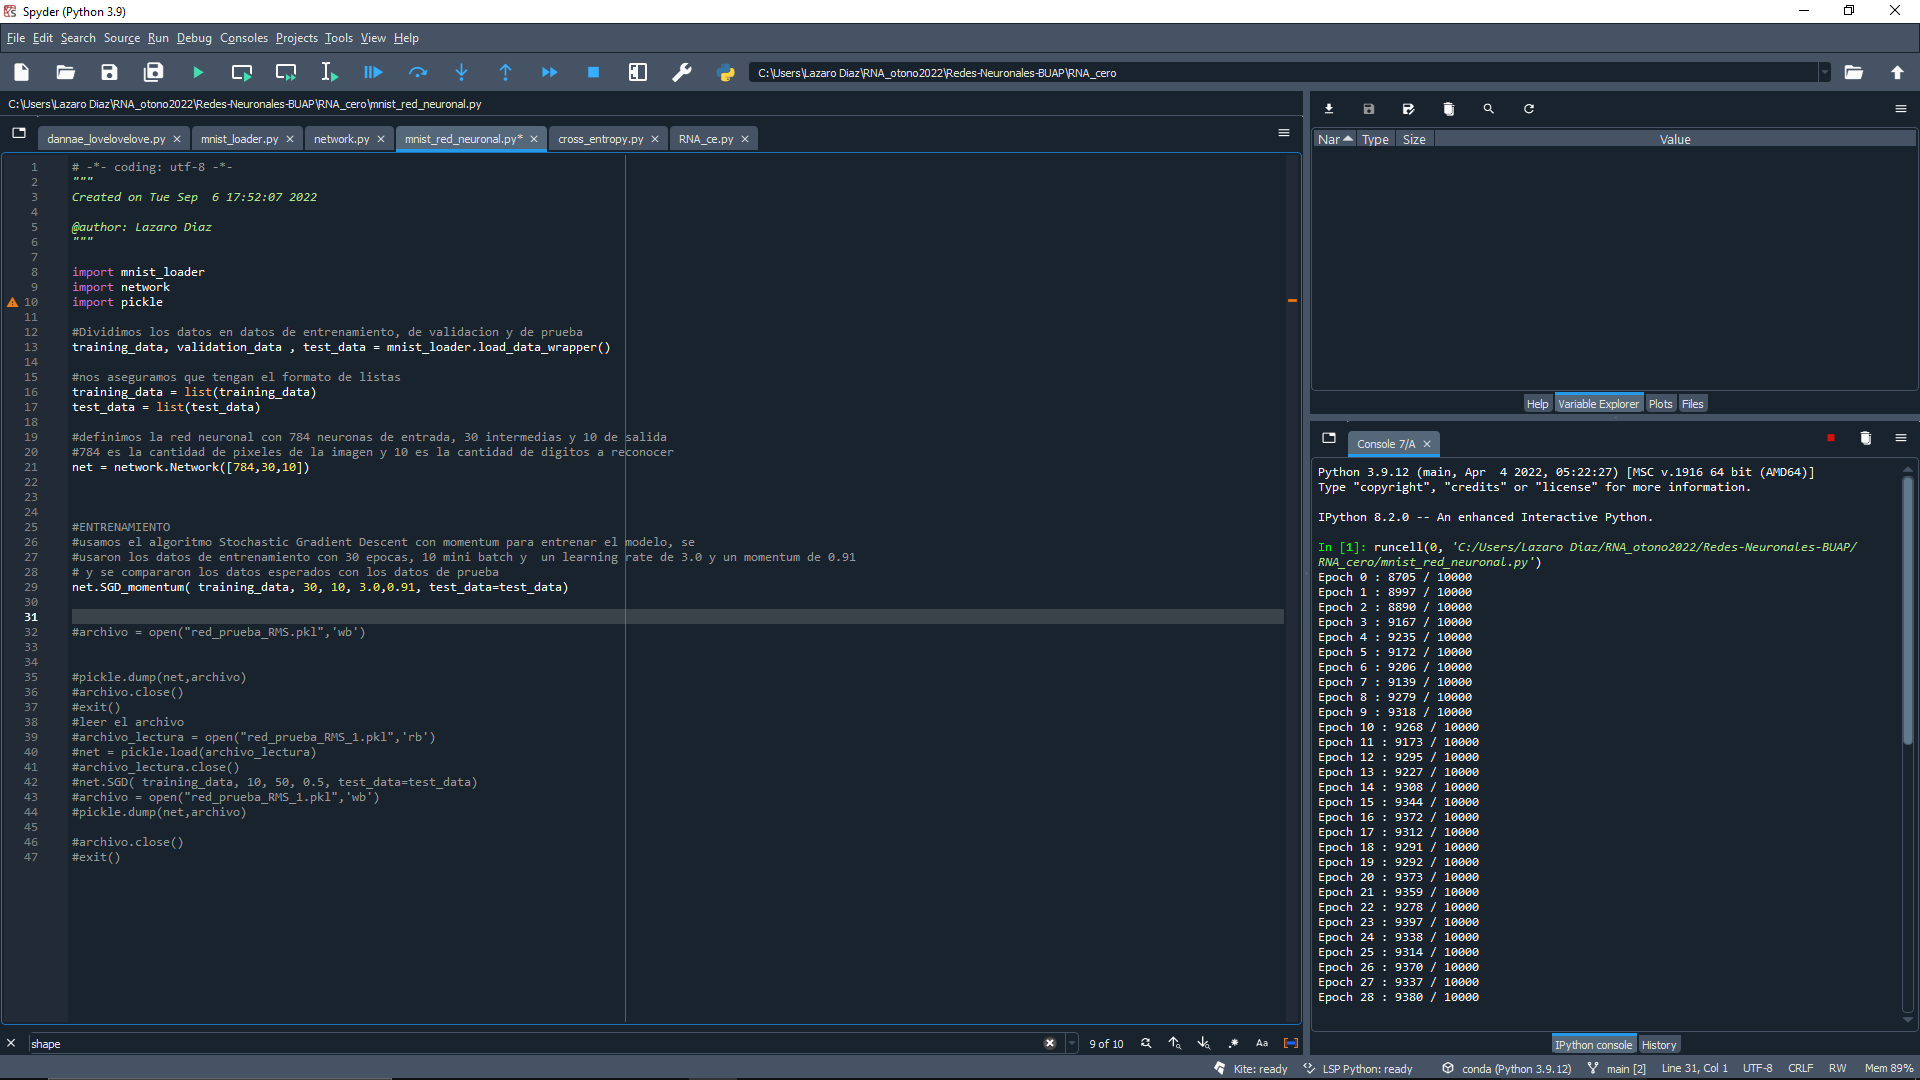 Spyder (Python 3.9)
File Edit Search Source Run Debug Consoles Projects Tools View Help
C:\Users\Lazaro Diaz\RNA_otono2022\Redes-Neuronales-BUAP\RNA_cero
C:\Users\Lazaro Diaz\RNA_otono2022\Redes-Neuronales-BUAP\RNA_cero\mnist_red_neuronal.py
dannae_lovelovelove.py mnist_loader.py network.py mnist_red_neuronal.py* cross_entropy.py RNA_ce.py
1 # -*- coding: utf-8 -*-
2 """
3 Created on Tue Sep  6 17:52:07 2022
4
5 @author: Lazaro Diaz
6 """
7
8 import mnist_loader
9 import network
10 import pickle
11
12 #Dividimos los datos en datos de entrenamiento, de validacion y de prueba
13 training_data, validation_data , test_data = mnist_loader.load_data_wrapper()
14
15 #nos aseguramos que tengan el formato de listas
16 training_data = list(training_data)
17 test_data = list(test_data)
18
19 #definimos la red neuronal con 784 neuronas de entrada, 30 intermedias y 10 de salida
20 #784 es la cantidad de pixeles de la imagen y 10 es la cantidad de digitos a reconocer
21 net = network.Network([784,30,10])
22
23
24
25 #ENTRENAMIENTO
26 #usamos el algoritmo Stochastic Gradient Descent con momentum para entrenar el modelo, se
27 #usaron los datos de entrenamiento con 30 epocas, 10 mini batch y  un learning rate de 3.0 y un momentum de 0.91
28 # y se compararon los datos esperados con los datos de prueba
29 net.SGD_momentum( training_data, 30, 10, 3.0,0.91, test_data=test_data)
30
31
32 #archivo = open("red_prueba_RMS.pkl",'wb')
33
34
35 #pickle.dump(net,archivo)
36 #archivo.close()
37 #exit()
38 #leer el archivo
39 #archivo_lectura = open("red_prueba_RMS_1.pkl",'rb')
40 #net = pickle.load(archivo_lectura)
41 #archivo_lectura.close()
42 #net.SGD( training_data, 10, 50, 0.5, test_data=test_data)
43 #archivo = open("red_prueba_RMS_1.pkl",'wb')
44 #pickle.dump(net,archivo)
45
46 #archivo.close()
47 #exit()
shape
9 of 10
Aa
Nar Type Size Value
Help Variable Explorer Plots Files
Console 7/A
Python 3.9.12 (main, Apr  4 2022, 05:22:27) [MSC v.1916 64 bit (AMD64)]
Type "copyright", "credits" or "license" for more information.
IPython 8.2.0 -- An enhanced Interactive Python.
In [1]: runcell(0, 'C:/Users/Lazaro Diaz/RNA_otono2022/Redes-Neuronales-BUAP/
RNA_cero/mnist_red_neuronal.py')
Epoch 0 : 8705 / 10000
Epoch 1 : 8997 / 10000
Epoch 2 : 8890 / 10000
Epoch 3 : 9167 / 10000
Epoch 4 : 9235 / 10000
Epoch 5 : 9172 / 10000
Epoch 6 : 9206 / 10000
Epoch 7 : 9139 / 10000
Epoch 8 : 9279 / 10000
Epoch 9 : 9318 / 10000
Epoch 10 : 9268 / 10000
Epoch 11 : 9173 / 10000
Epoch 12 : 9295 / 10000
Epoch 13 : 9227 / 10000
Epoch 14 : 9308 / 10000
Epoch 15 : 9344 / 10000
Epoch 16 : 9372 / 10000
Epoch 17 : 9312 / 10000
Epoch 18 : 9291 / 10000
Epoch 19 : 9292 / 10000
Epoch 20 : 9373 / 10000
Epoch 21 : 9359 / 10000
Epoch 22 : 9278 / 10000
Epoch 23 : 9397 / 10000
Epoch 24 : 9338 / 10000
Epoch 25 : 9314 / 10000
Epoch 26 : 9370 / 10000
Epoch 27 : 9337 / 10000
Epoch 28 : 9380 / 10000
IPython console History
Kite: ready LSP Python: ready conda (Python 3.9.12) main [2] Line 31, Col 1 UTF-8 CRLF RW Mem 89%